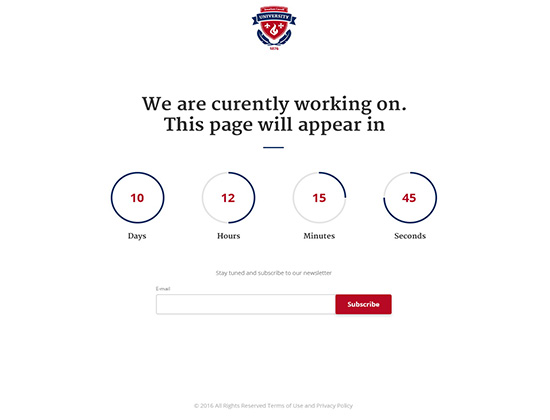 UNIVERSITY
1876
We are curently working on.
This page will appear in
10
12
15
45
Days
Hours
Minutes
Seconds
Stay tuned and subscribe to our newsletter
E-mail
Subscribe
© 2016 All Rights Reserved Terms of Use and Privacy Policy